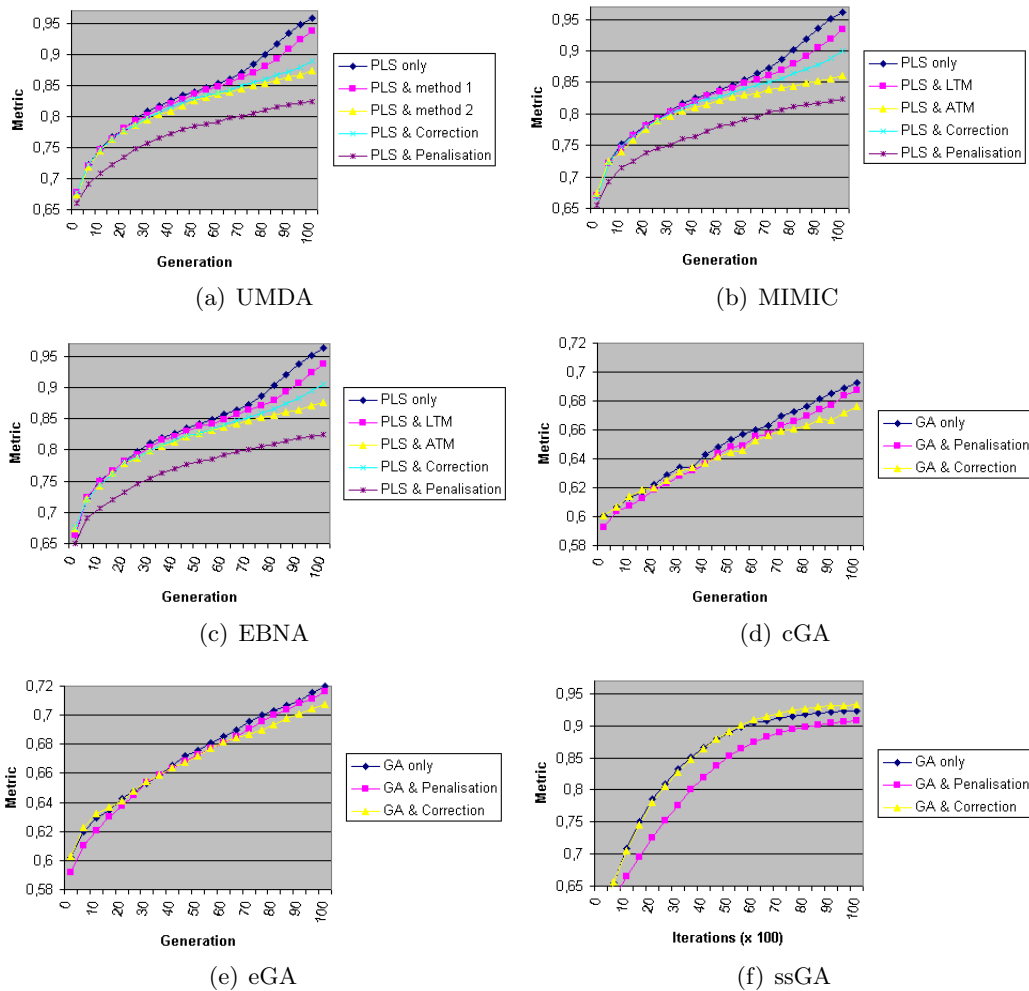 0,95
0,9
0,85
0,8
0,75
0,7
0,65
Metric
0 10 20 30 40 50 60 70 80 90 100
Generation
PLS only
PLS & method 1
PLS & method 2
PLS & Correction
PLS & Penalisation
(a) UMDA
0,95
0,9
0,85
0,8
0,75
0,7
0,65
Metric
0 10 20 30 40 50 60 70 80 90 100
Generation
PLS only
PLS & LTM
PLS & ATM
PLS & Correction
PLS & Penalisation
(b) MIMIC
0,95
0,9
0,85
0,8
0,75
0,7
0,65
Metric
0 10 20 30 40 50 60 70 80 90 100
Generation
PLS only
PLS & LTM
PLS & ATM
PLS & Correction
PLS & Penalisation
(c) EBNA
0,72
0,7
0,68
0,66
0,64
0,62
0,6
0,58
Metric
0 10 20 30 40 50 60 70 80 90 100
Generation
GA only
GA & Penalisation
GA & Correction
(d) cGA
0,72
0,7
0,68
0,66
0,64
0,62
0,6
0,58
Metric
0 10 20 30 40 50 60 70 80 90 100
Generation
GA only
GA & Penalisation
GA & Correction
(e) eGA
0,95
0,9
0,85
0,8
0,75
0,7
0,65
Metric
0 10 20 30 40 50 60 70 80 90 100
Iterations (x 100)
GA only
GA & Penalisation
GA & Correction
(f) ssGA